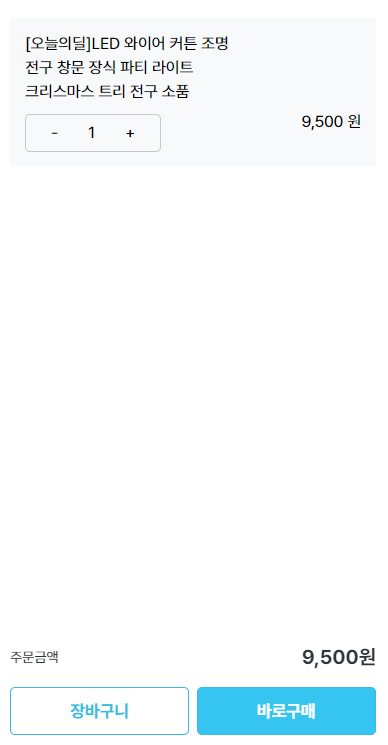 [오늘의딜]LED 와이어 커튼 조명
전구 창문 장식 파티 라이트
크리스마스 트리 전구 소품
- 1 +
9,500 원
주문금액 9,500원
장바구니 바로구매